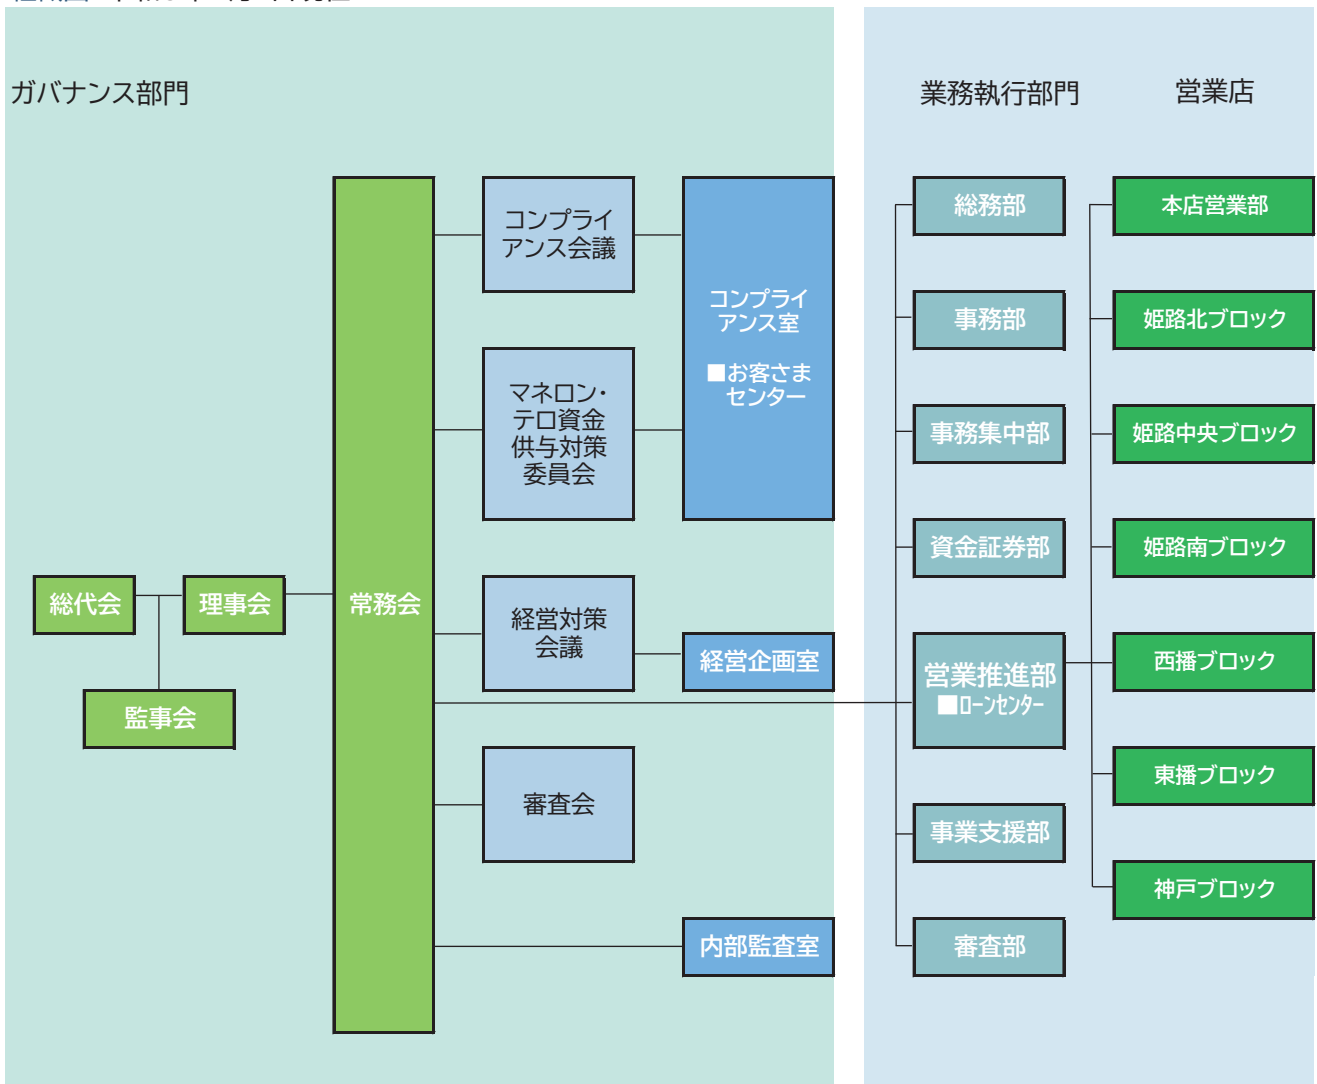 ガバナンス部門
業務執行部門
営業店
総代会
理事会
監事会
常務会
コンプライ
アンス会議
マネロン・
テロ資金
供与対策
委員会
経営対策
会議
審査会
コンプライ
アンス室
■お客さま
センター
経営企画室
内部監査室
総務部
事務部
事務集中部
資金証券部
営業推進部
■ローンセンター
事業支援部
審査部
本店営業部
姫路北ブロック
姫路中央ブロック
姫路南ブロック
西播ブロック
東播ブロック
神戸ブロック